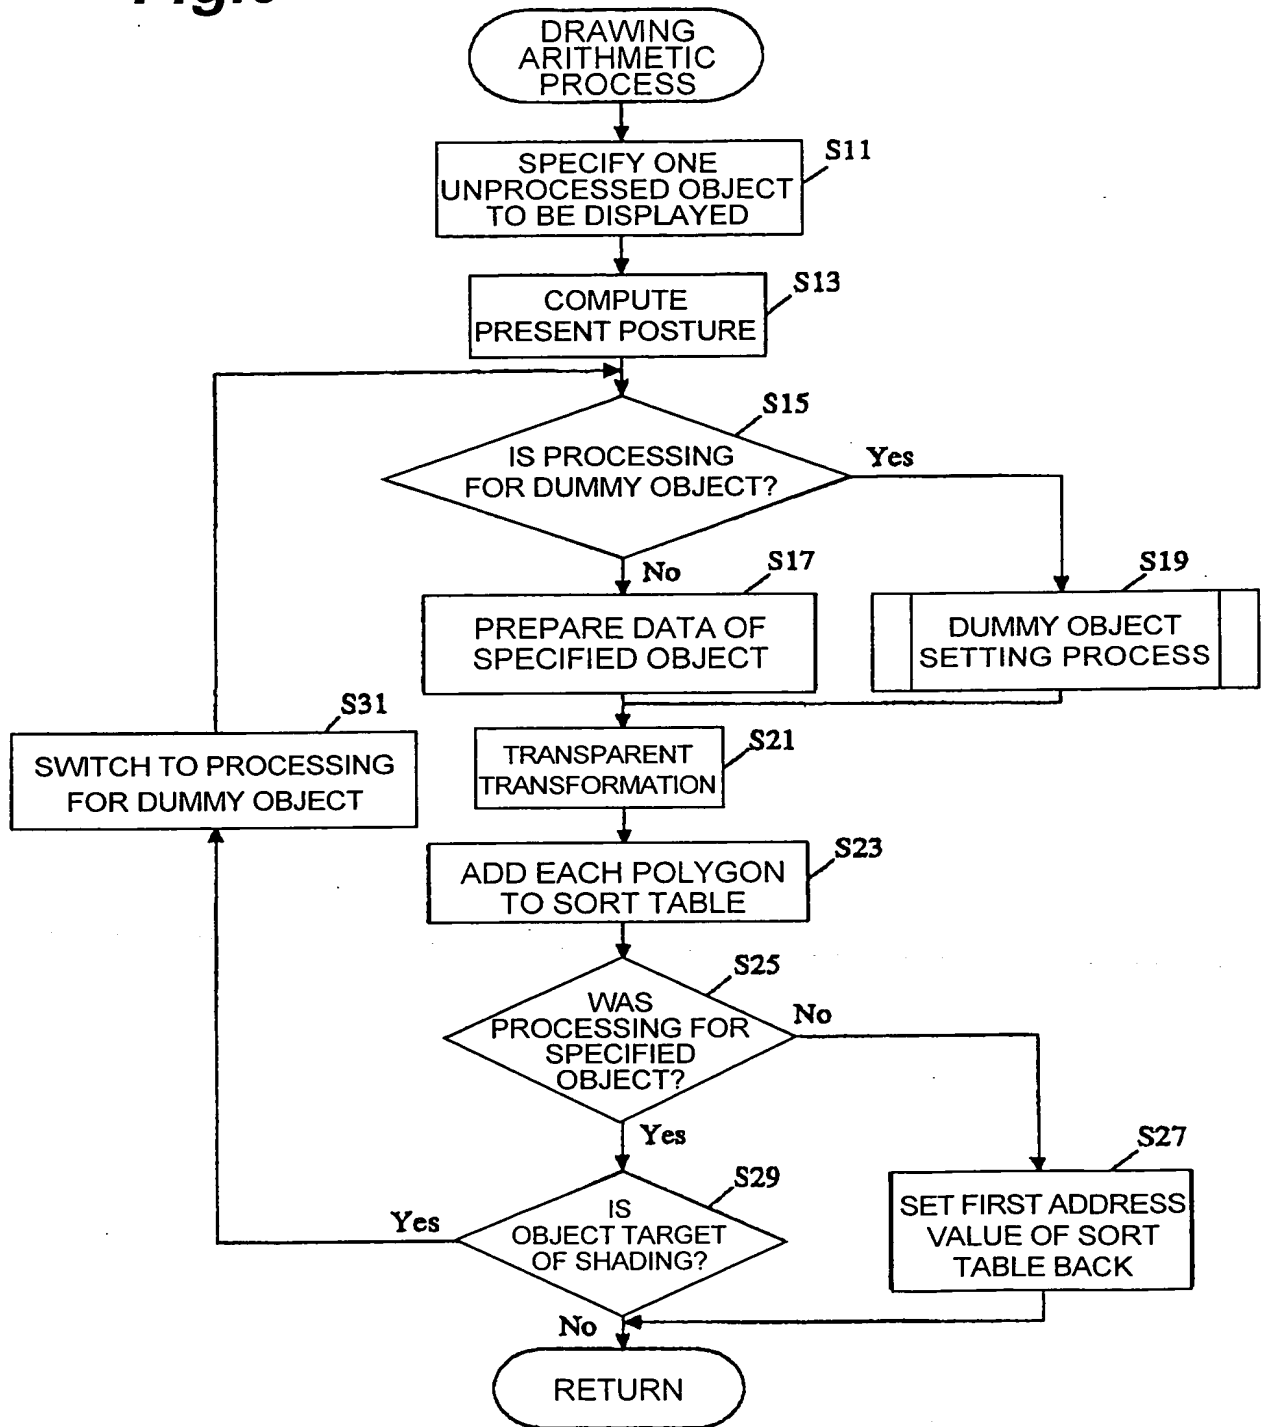 DRAWING
ARITHMETIC
PROCESS
S11
SPECIFY ONE
UNPROCESSED OBJECT
TO BE DISPLAYED
S13
COMPUTE
PRESENT POSTURE
S15
IS PROCESSING
FOR DUMMY OBJECT?
Yes
No
S17
PREPARE DATA OF
SPECIFIED OBJECT
S19
DUMMY OBJECT
SETTING PROCESS
S31
SWITCH TO PROCESSING
FOR DUMMY OBJECT
S21
TRANSPARENT
TRANSFORMATION
S23
ADD EACH POLYGON
TO SORT TABLE
S25
WAS
PROCESSING FOR
SPECIFIED
OBJECT?
No
Yes
S27
SET FIRST ADDRESS
VALUE OF SORT
TABLE BACK
S29
IS
OBJECT TARGET
OF SHADING?
Yes
No
RETURN